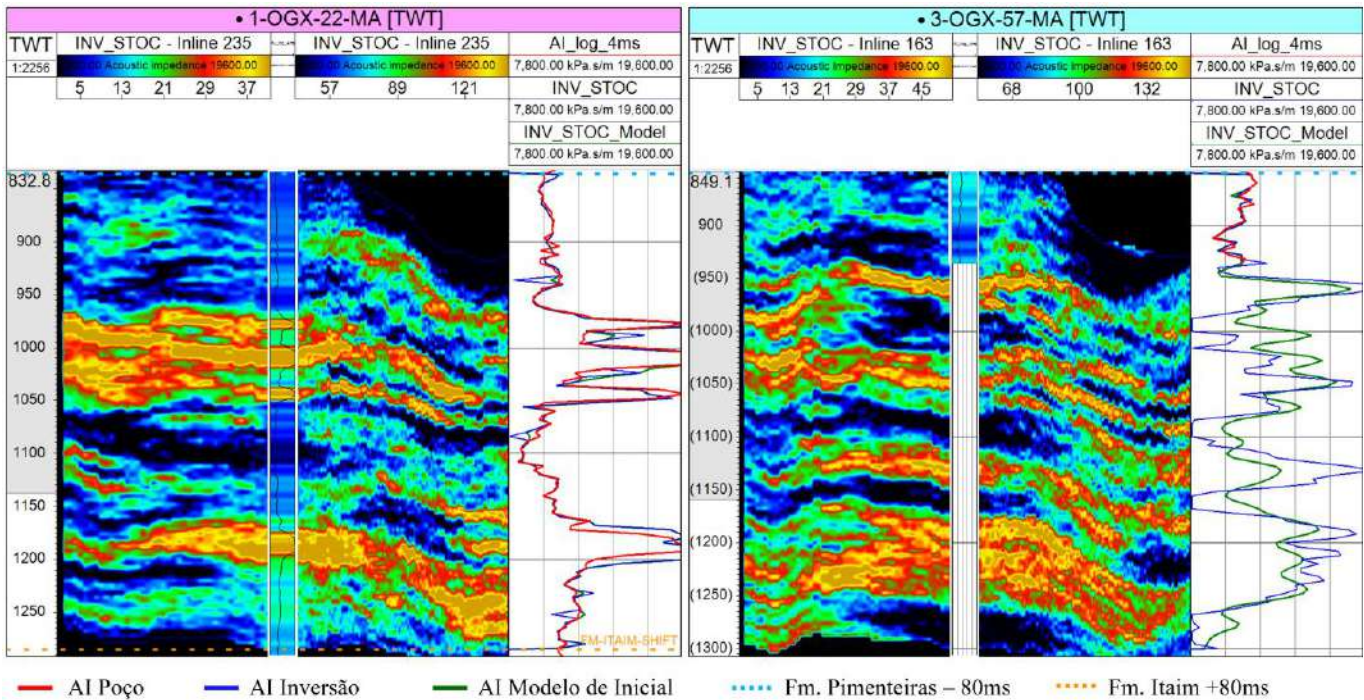 • 1-OGX-22-MA [TWT]
TWT
INV_STOC - Inline 235
INV_STOC - Inline 235
AI_log_4ms
1:2256
Acoustic impedance 19600.00
Acoustic impedance 19600.00
7,800.00 kPa.s/m 19,600.00
5 13 21 29 37
57 89 121
INV_STOC
7,800.00 kPa.s/m 19,600.00
INV_STOC_Model
7,800.00 kPa.s/m 19,600.00
832.8
900
950
1000
1050
1100
1150
1200
1250
FM-ITAIM-SHIFT
• 3-OGX-57-MA [TWT]
TWT
INV_STOC - Inline 163
INV_STOC - Inline 163
AI_log_4ms
1:2256
Acoustic impedance 19600.00
Acoustic impedance 19600.00
7,800.00 kPa.s/m 19,600.00
5 13 21 29 37 45
68 100 132
INV_STOC
7,800.00 kPa.s/m 19,600.00
INV_STOC_Model
7,800.00 kPa.s/m 19,600.00
849.1
900
(950)
(1000)
(1050)
(1100)
(1150)
(1200)
(1250)
(1300)
AI Poço
AI Inversão
AI Modelo de Inicial
Fm. Pimenteiras – 80ms
Fm. Itaim +80ms